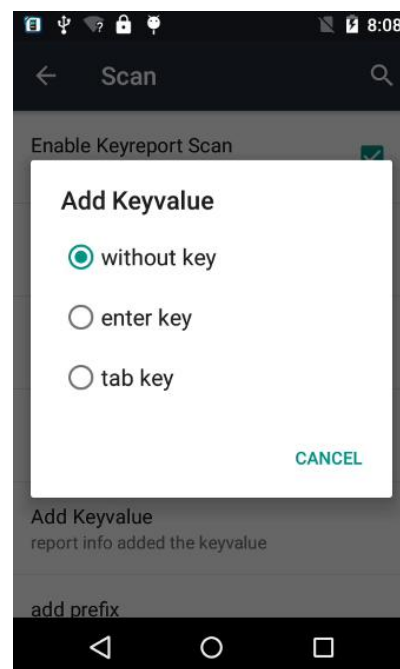 8:08
Scan
Enable Keyreport Scan
Add Keyvalue
without key
enter key
tab key
CANCEL
Add Keyvalue
report info added the keyvalue
add prefix